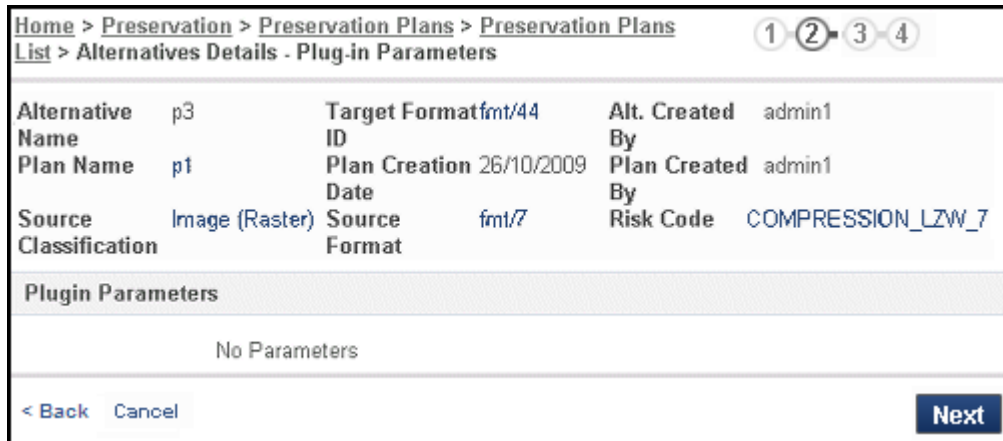 Home > Preservation > Preservation Plans > Preservation Plans
List > Alternatives Details - Plug-in Parameters
1 2 3 4
Alternative Name p3 Target Format ID fmt/44 Alt. Created By admin1
Plan Name p1 Plan Creation Date 26/10/2009 Plan Created By admin1
Source Classification Image (Raster) Source Format fmt/7 Risk Code COMPRESSION_LZW_7
Plugin Parameters
No Parameters
< Back Cancel Next